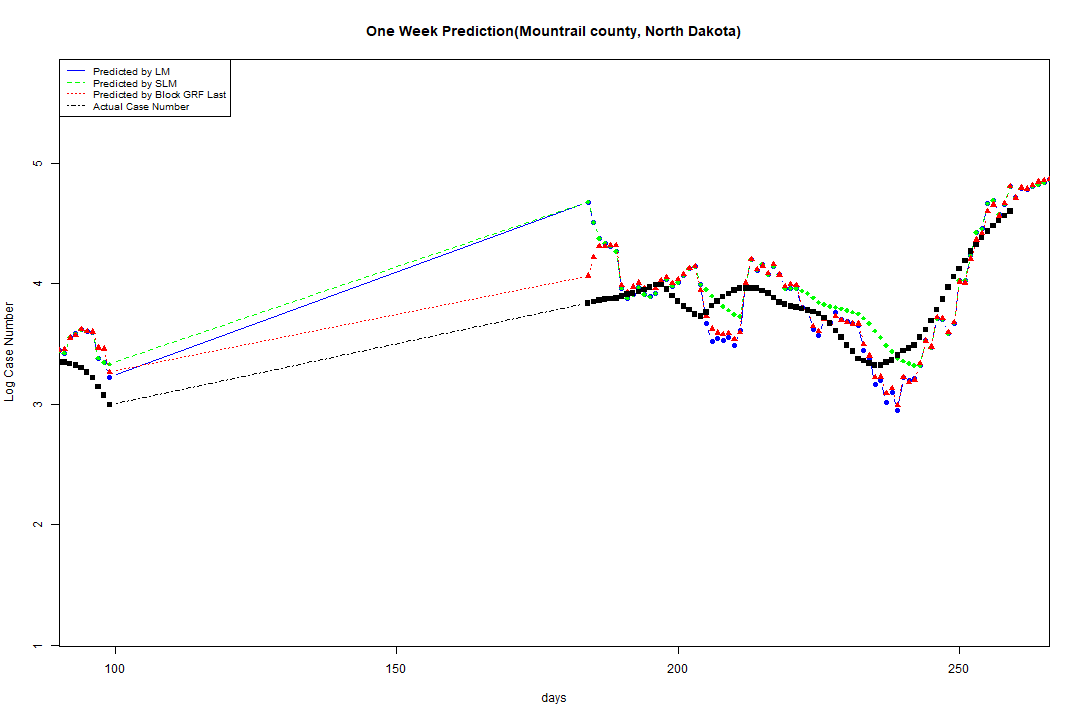 One Week Prediction(Mountrail county, North Dakota)
Predicted by LM
Predicted by SLM
Predicted by Block GRF Last
Actual Case Number
5
4
3
2
1
Log Case Number
100 150 200 250
days